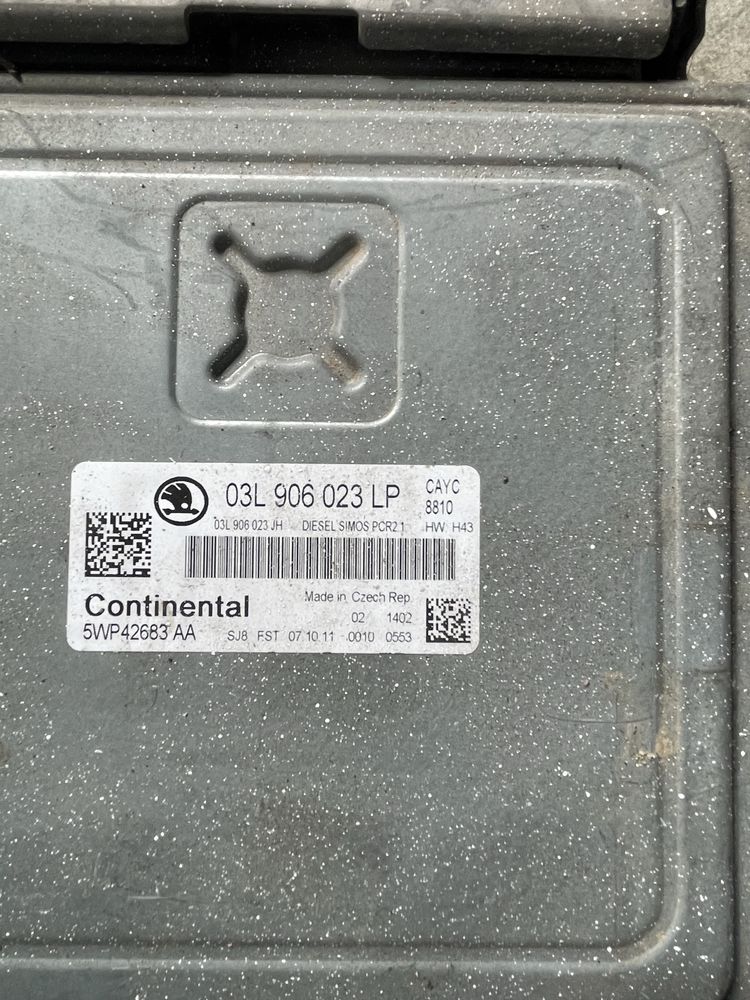 03L 906 023 LP
CAYC
8810
03L 906 023 JH DIESEL SIMOS PCR2.1 HW H43
Continental
Made in Czech Rep.
02 1402
5WP42683 AA
SJ8 FST 07.10.11 0010 0553